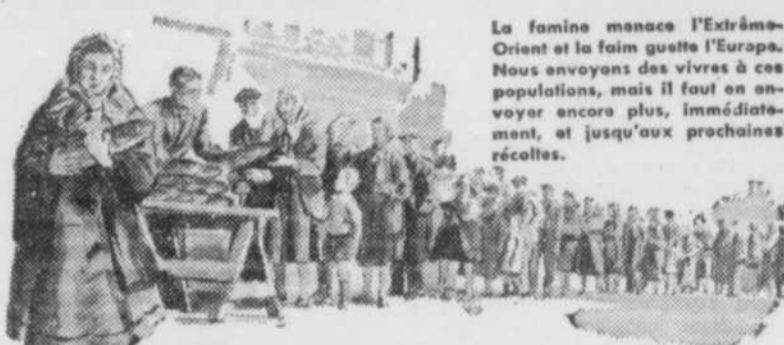 La famine menace l'Extrême-
Orient et la faim guette l'Europe.
Nous envoyons des vivres à ces
populations, mais il faut en en-
voyer encore plus, immédiate-
ment, et jusqu'aux prochaines
récoltes.